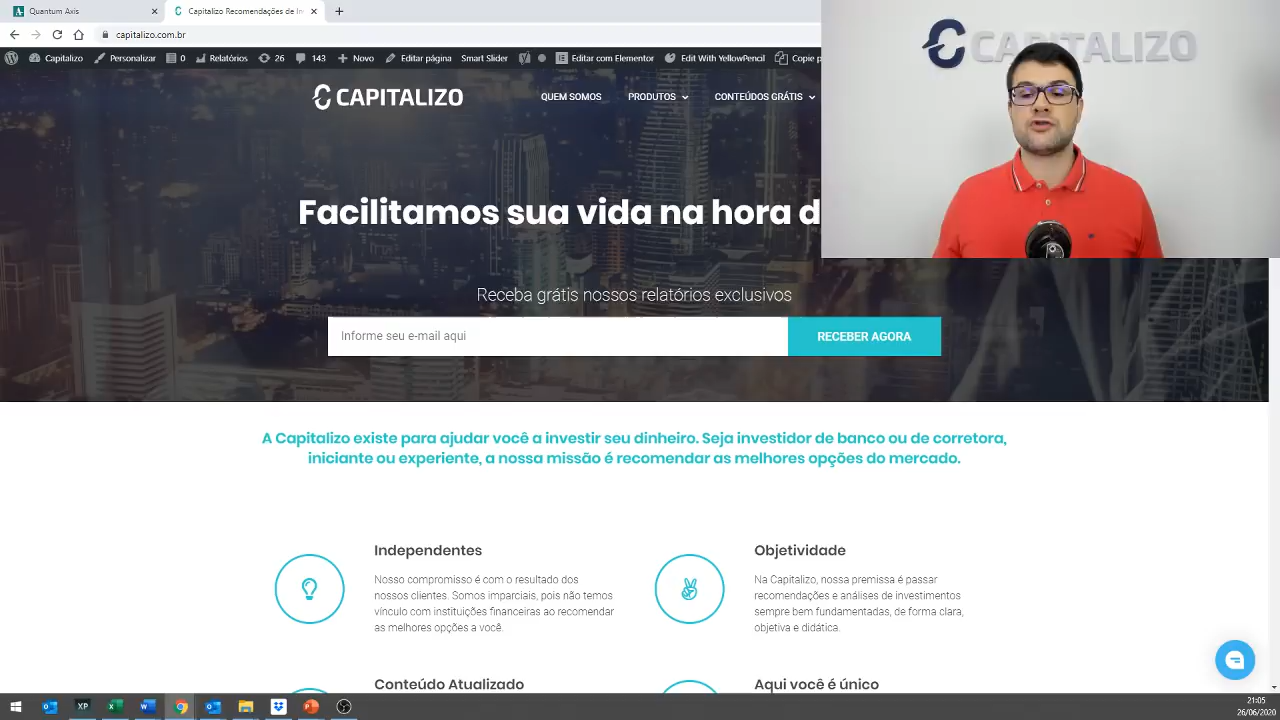 Quantum Axis
Capitalizo Recomendações de In
capitalizo.com.br
Capitalizo
Personalizar
0
Relatórios
26
143
Novo
Editar página
Smart Slider
Editar com Elementor
Edit With YellowPencil
Copie p
CAPITALIZO
QUEM SOMOS
PRODUTOS
CONTEÚDOS GRÁTIS
CAPITALIZO
Facilitamos sua vida na hora d
Receba grátis nossos relatórios exclusivos
Informe seu e-mail aqui
RECEBER AGORA
A Capitalizo existe para ajudar você a investir seu dinheiro. Seja investidor de banco ou de corretora,
iniciante ou experiente, a nossa missão é recomendar as melhores opções do mercado.
Independentes
Nosso compromisso é com o resultado dos
nossos clientes. Somos imparciais, pois não temos
vínculo com instituições financeiras ao recomendar
as melhores opções a você.
Objetividade
Na Capitalizo, nossa premissa é passar
recomendações e análises de investimentos
sempre bem fundamentadas, de forma clara,
objetiva e didática.
Conteúdo Atualizado
Aqui você é único
XP
21:05
26/06/2020